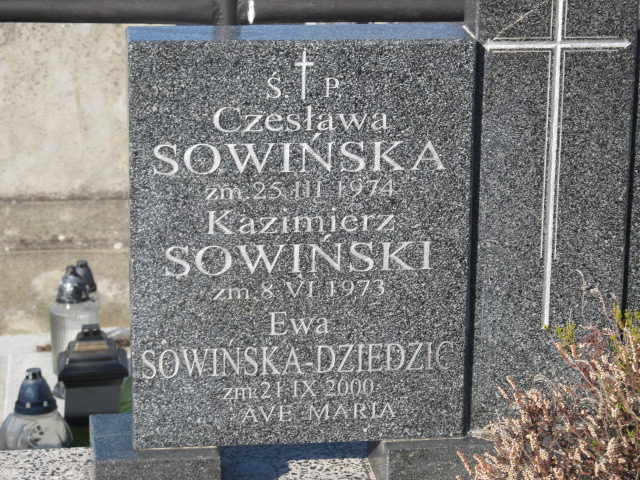 Ś. P.
Czesława
SOWIŃSKA
zm. 25 III 1974
Kazimierz
SOWIŃSKI
zm. 8 VI 1973
Ewa
SOWIŃSKA-DZIEDZIC
zm. 21 IX 2000
AVE MARIA